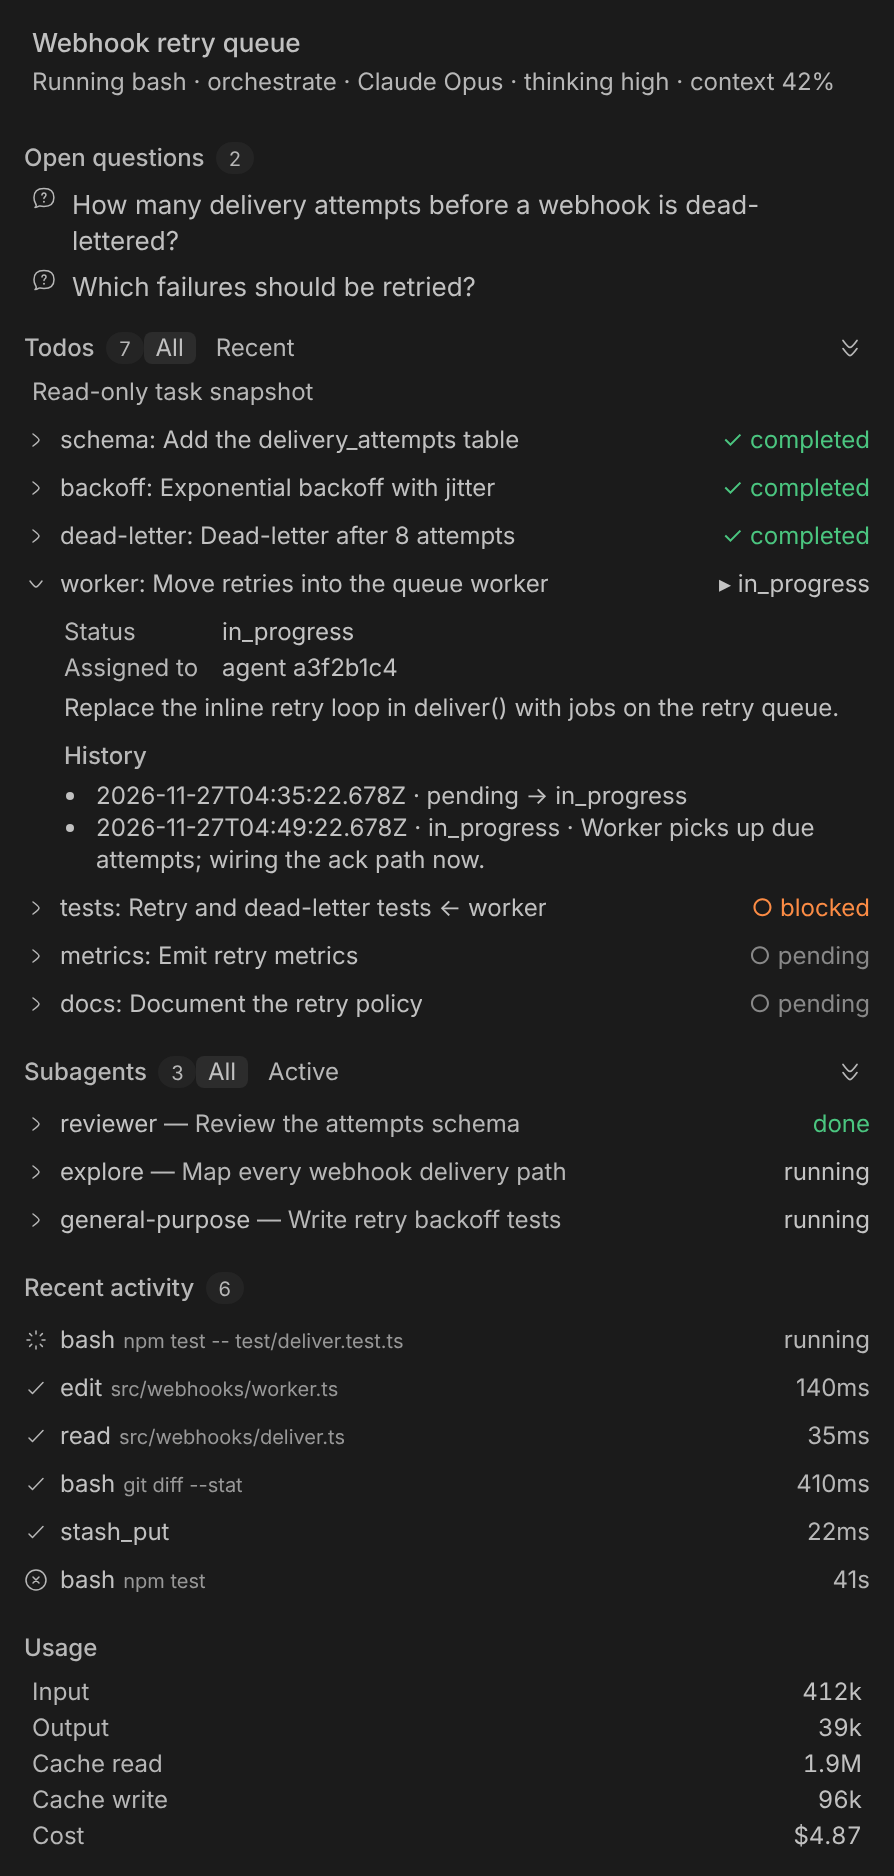 Webhook retry queue
Running bash · orchestrate · Claude Opus · thinking high · context 42%
Open questions 2
How many delivery attempts before a webhook is dead-
lettered?
Which failures should be retried?
Todos 7 All Recent
Read-only task snapshot
schema: Add the delivery_attempts table ✓ completed
backoff: Exponential backoff with jitter ✓ completed
dead-letter: Dead-letter after 8 attempts ✓ completed
worker: Move retries into the queue worker ▸ in_progress
Status in_progress
Assigned to agent a3f2b1c4
Replace the inline retry loop in deliver() with jobs on the retry queue.
History
• 2026-11-27T04:35:22.678Z · pending → in_progress
• 2026-11-27T04:49:22.678Z · in_progress · Worker picks up due
attempts; wiring the ack path now.
tests: Retry and dead-letter tests ← worker ○ blocked
metrics: Emit retry metrics ○ pending
docs: Document the retry policy ○ pending
Subagents 3 All Active
reviewer — Review the attempts schema done
explore — Map every webhook delivery path running
general-purpose — Write retry backoff tests running
Recent activity 6
bash npm test -- test/deliver.test.ts running
edit src/webhooks/worker.ts 140ms
read src/webhooks/deliver.ts 35ms
bash git diff --stat 410ms
stash_put 22ms
bash npm test 41s
Usage
Input 412k
Output 39k
Cache read 1.9M
Cache write 96k
Cost $4.87